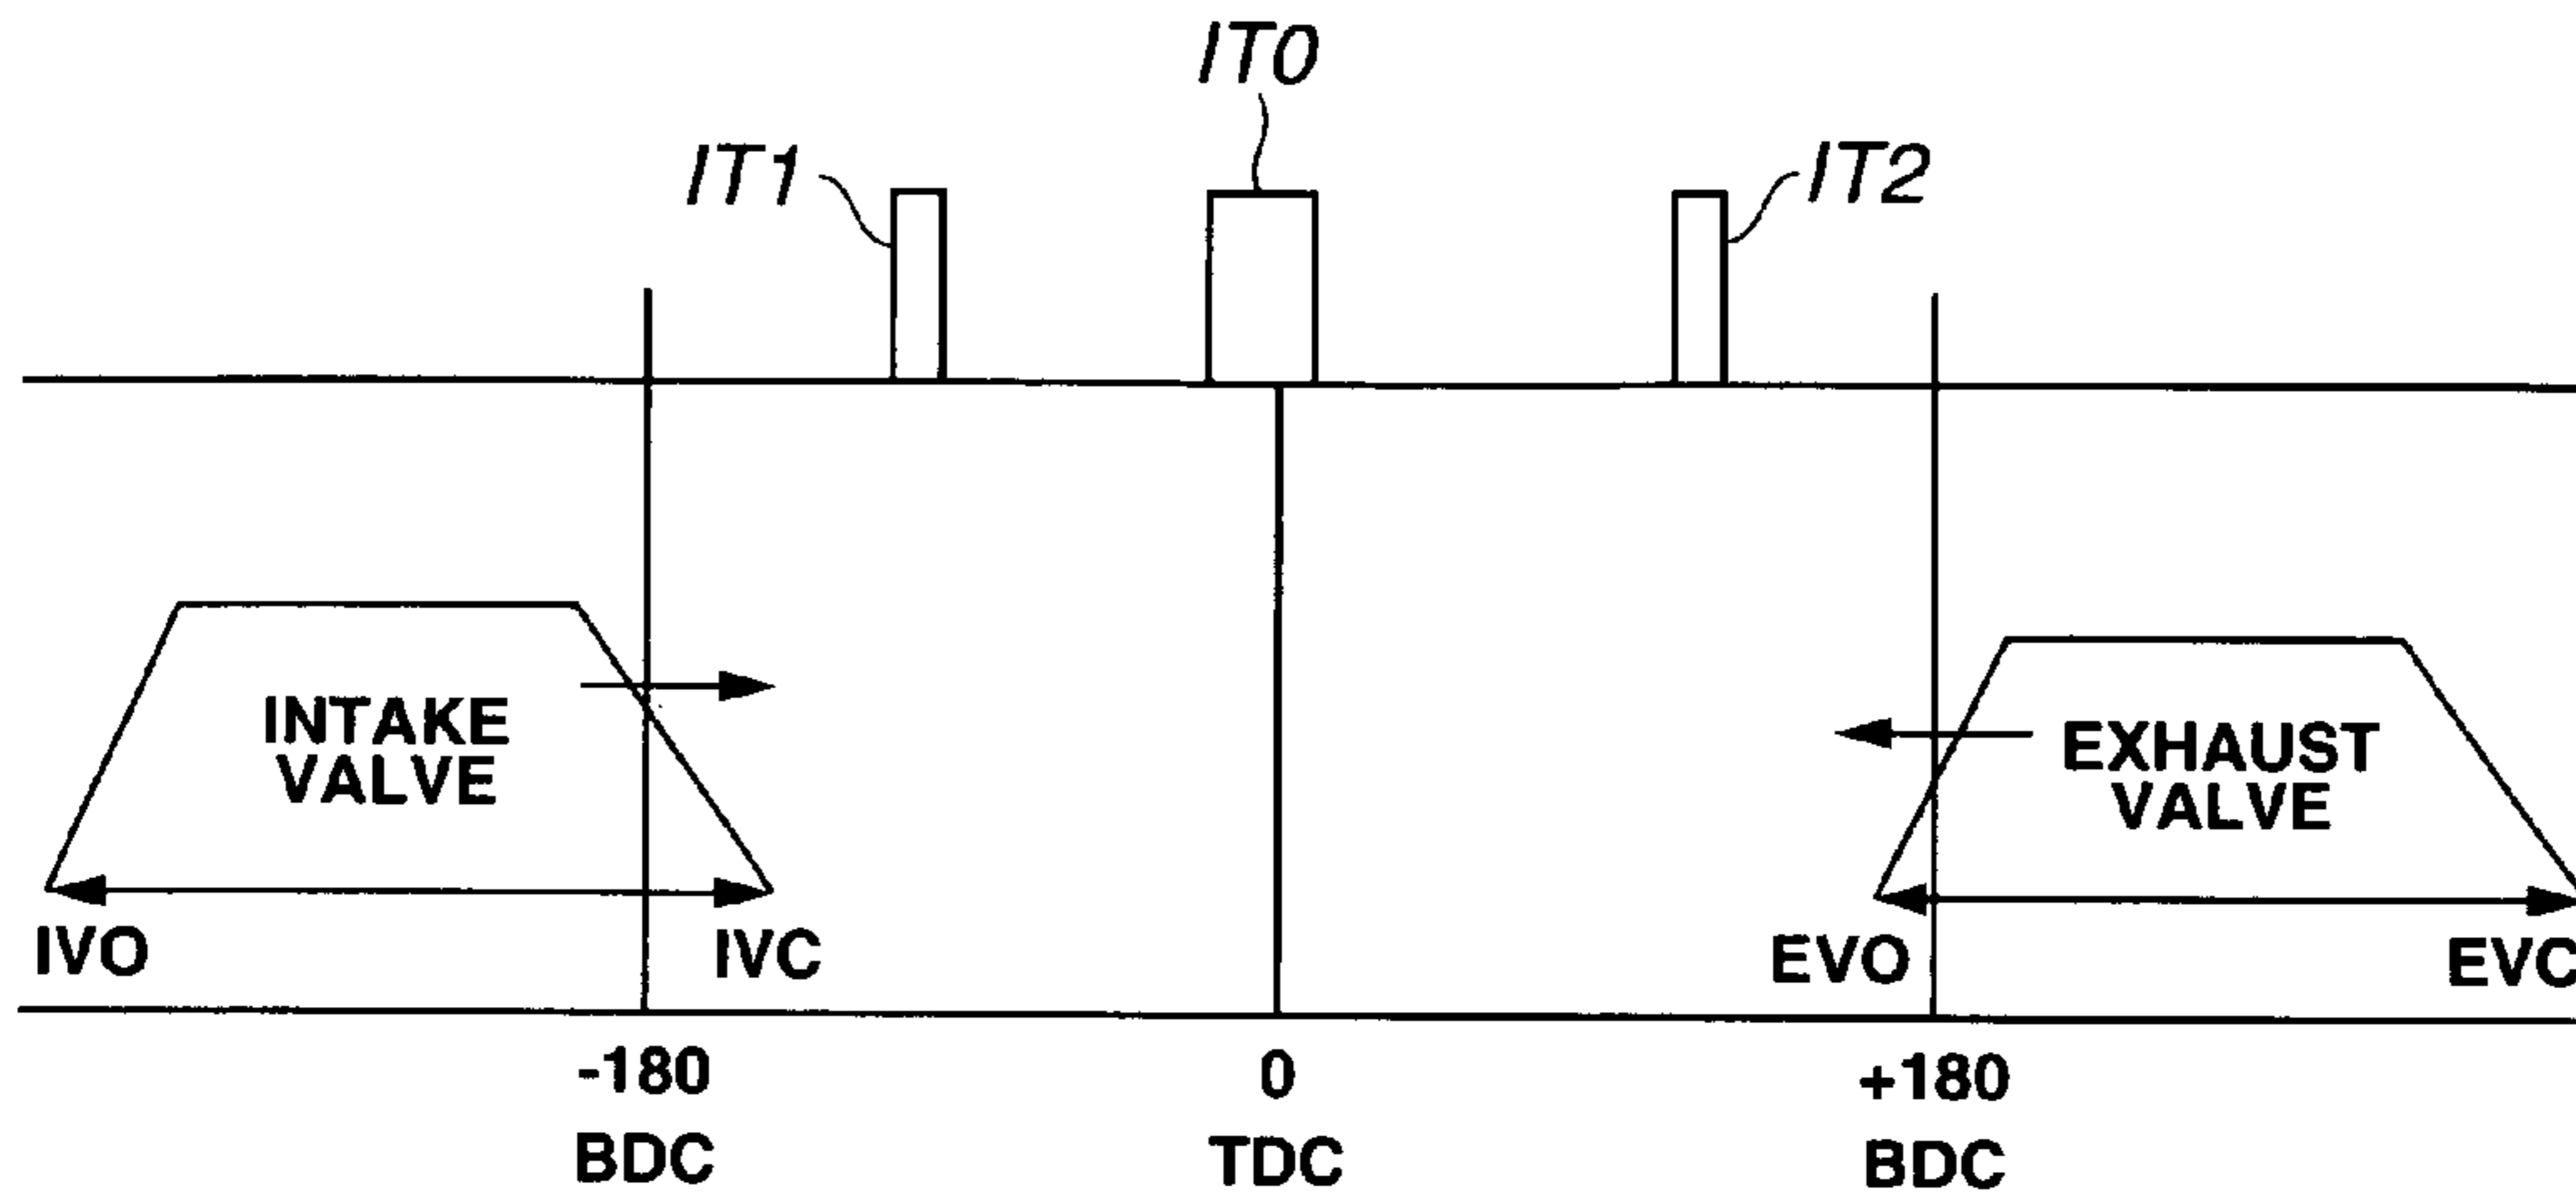 IT0
IT1
IT2
INTAKE
VALVE
EXHAUST
VALVE
IVO
IVC
EVO
EVC
-180
0
+180
BDC
TDC
BDC